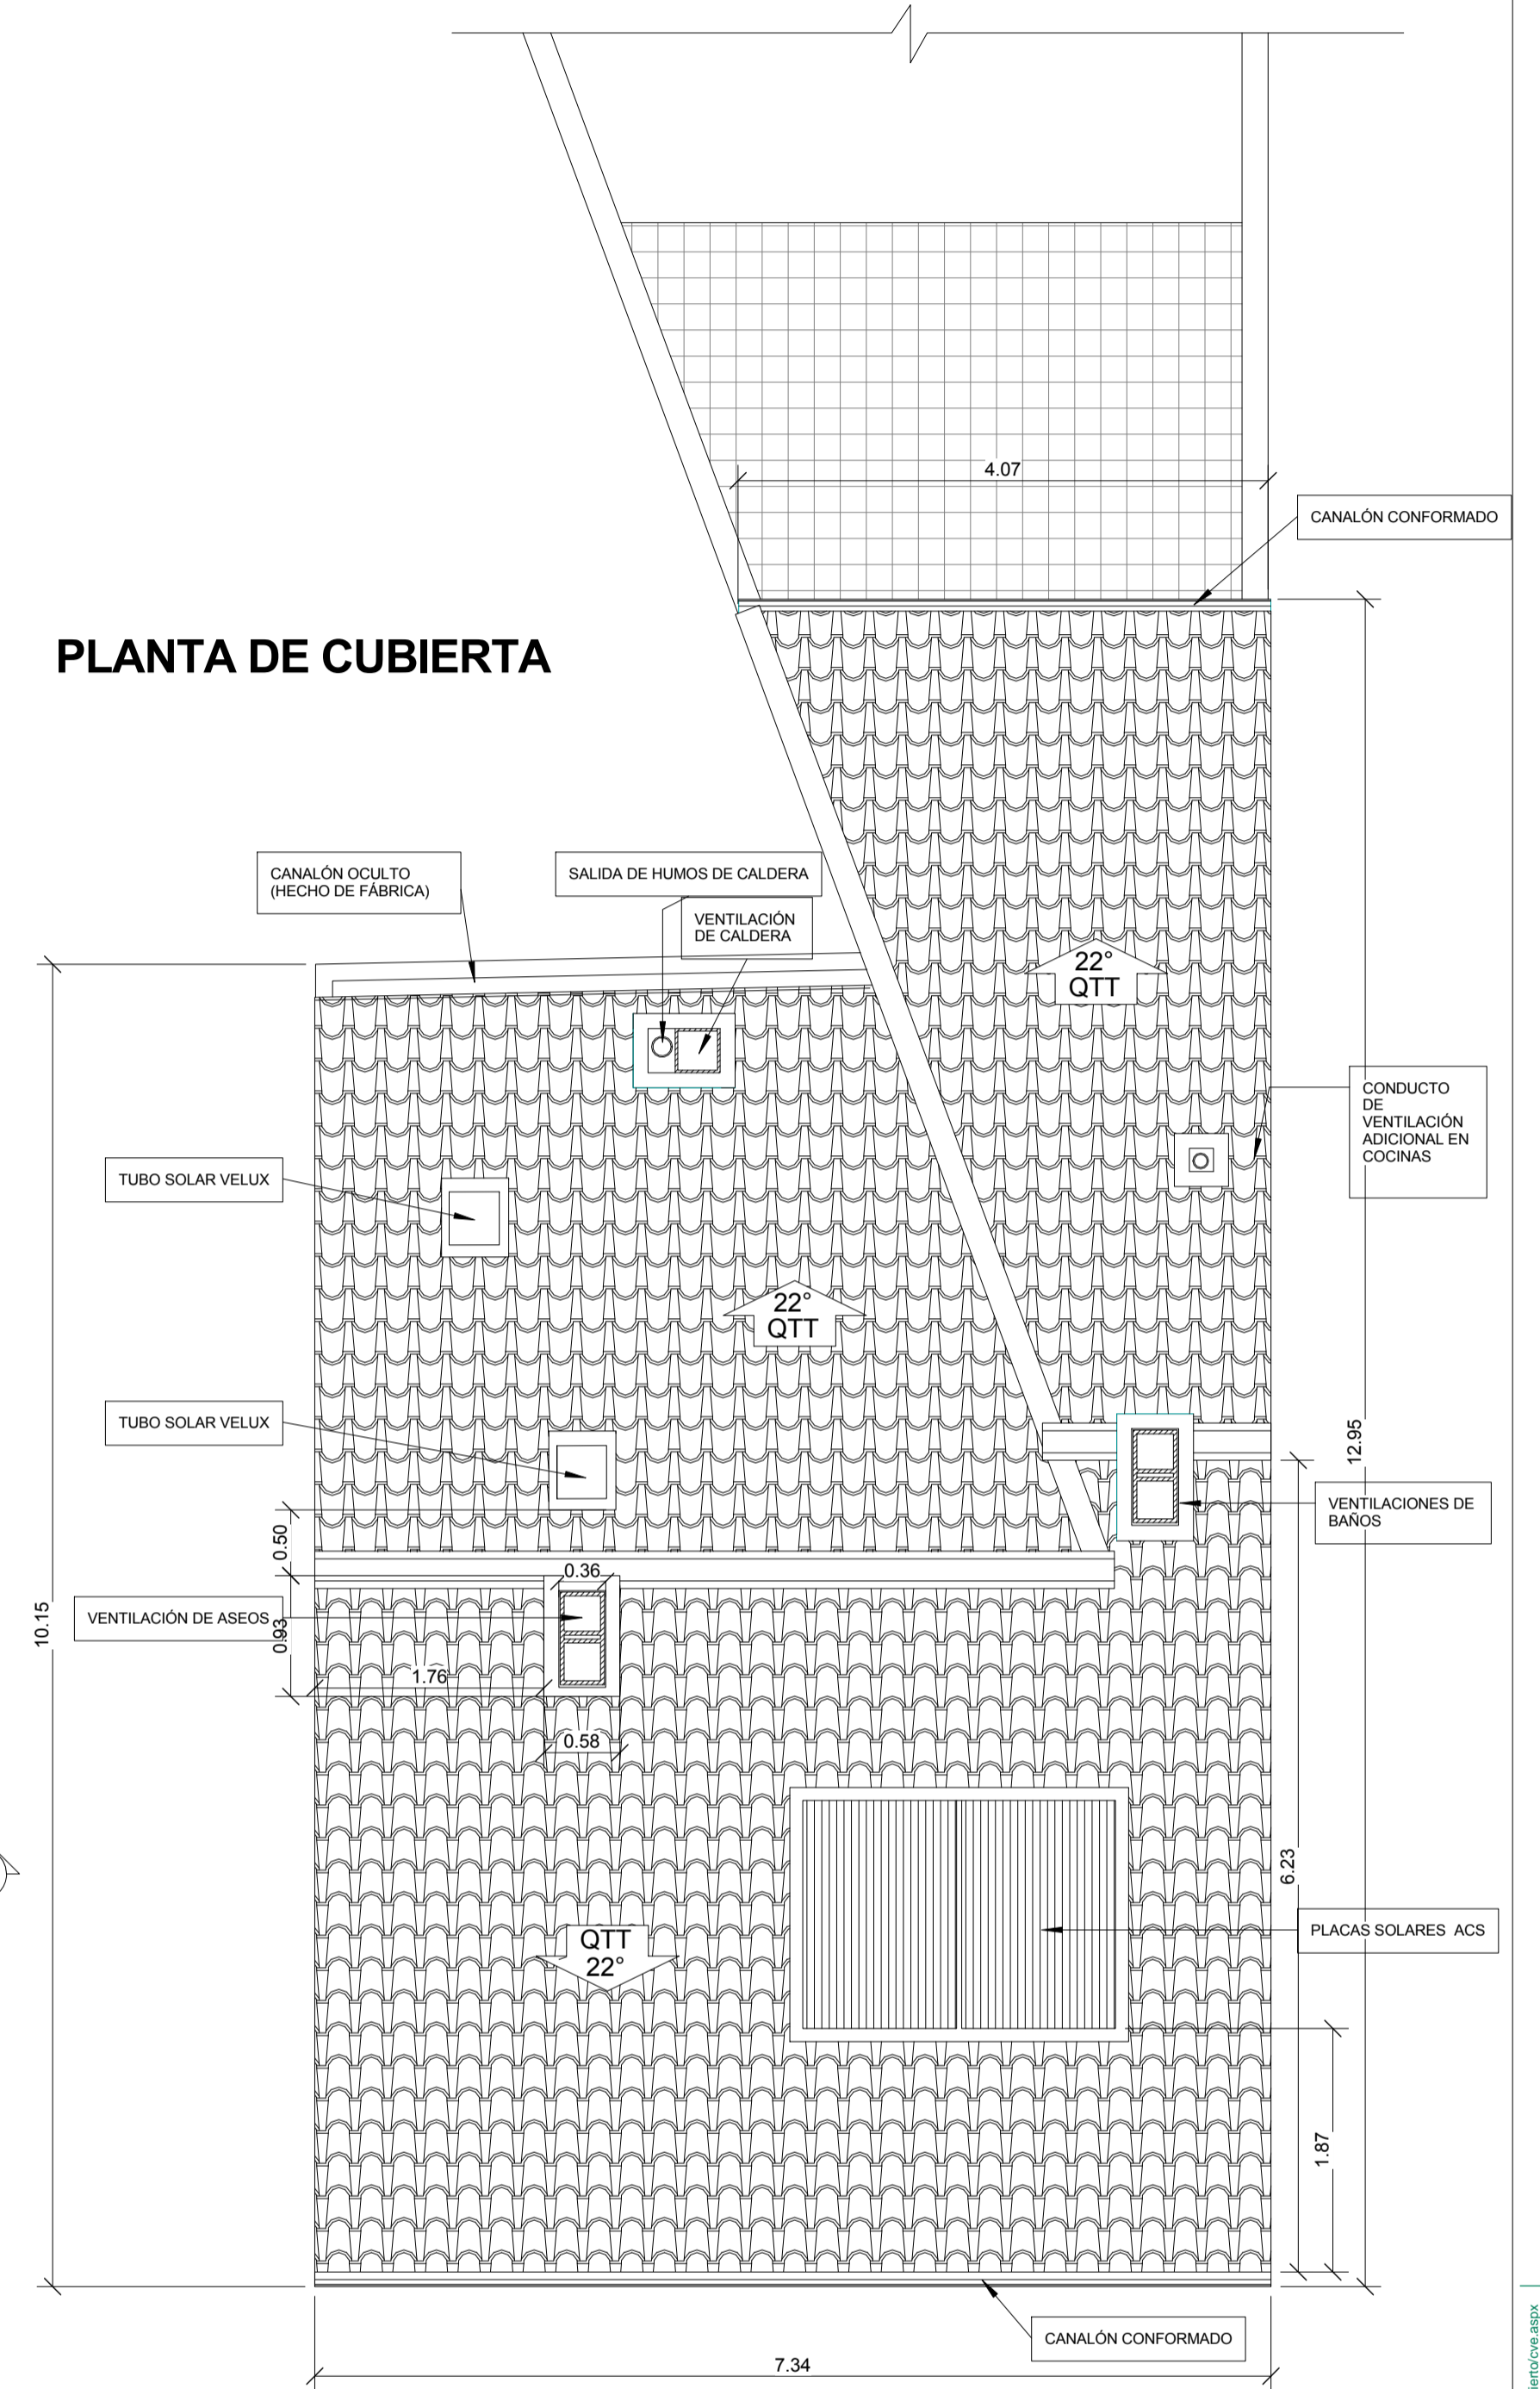 4.07
CANALÓN CONFORMADO
PLANTA DE CUBIERTA
CANALÓN OCULTO
(HECHO DE FÁBRICA)
SALIDA DE HUMOS DE CALDERA
VENTILACIÓN
DE CALDERA
22°
QTT
CONDUCTO
DE
VENTILACIÓN
ADICIONAL EN
COCINAS
TUBO SOLAR VELUX
22°
QTT
TUBO SOLAR VELUX
12.95
VENTILACIONES DE
BAÑOS
0.50
0.36
10.15
VENTILACIÓN DE ASEOS
0.93
1.76
0.58
6.23
QTT
22°
PLACAS SOLARES ACS
1.87
CANALÓN CONFORMADO
7.34
ierto/cve.aspx